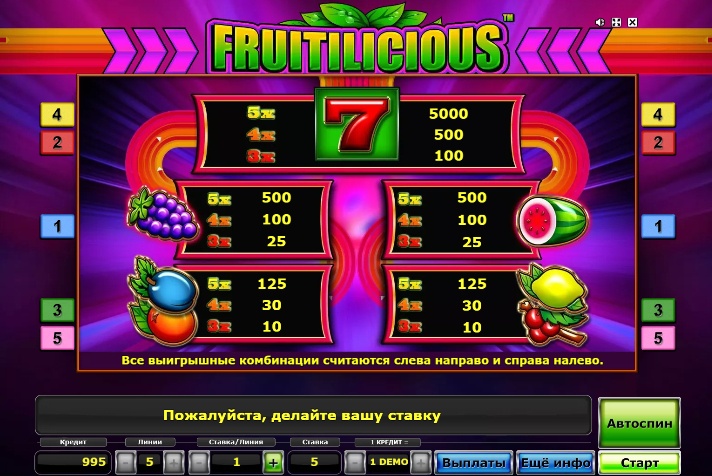 FRUITILICIOUS™
4 5x 5000 4
2 4x 7 500 2
3x 100
5x 500 5x 500
1 4x 100 4x 100 1
3x 25 3x 25
5x 125 5x 125
3 4x 30 4x 30 3
5 3x 10 3x 10 5
Все выигрышные комбинации считаются слева направо и справа налево.
Пожалуйста, делайте вашу ставку
Автоспин
Кредит Линии Ставка/Линия Ставка 1 КРЕДИТ =
995 - 5 + - 1 + 5 - 1 DEMO + Выплаты Ещё инфо Старт